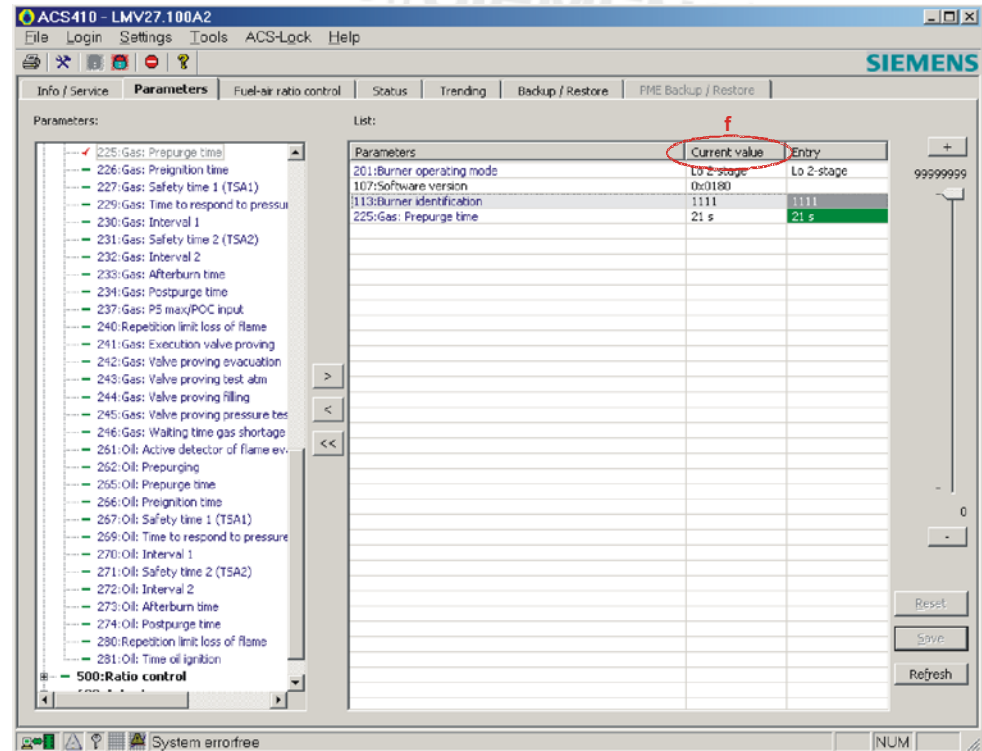 ACS410 - LMV27.100A2
File Login Settings Tools ACS-Lock Help
SIEMENS
Info / Service Parameters Fuel-air ratio control Status Trending Backup / Restore PME Backup / Restore
Parameters:
225:Gas: Prepurge time
226:Gas: Preignition time
227:Gas: Safety time 1 (TSA1)
229:Gas: Time to respond to pressu
230:Gas: Interval 1
231:Gas: Safety time 2 (TSA2)
232:Gas: Interval 2
233:Gas: Afterburn time
234:Gas: Postpurge time
237:Gas: PS max/POC input
240:Repetition limit loss of flame
241:Gas: Execution valve proving
242:Gas: Valve proving evacuation
243:Gas: Valve proving test atm
244:Gas: Valve proving filling
245:Gas: Valve proving pressure tes
246:Gas: Waiting time gas shortage
261:Oil: Active detector of flame ev
262:Oil: Prepurging
265:Oil: Prepurge time
266:Oil: Preignition time
267:Oil: Safety time 1 (TSA1)
269:Oil: Time to respond to pressure
270:Oil: Interval 1
271:Oil: Safety time 2 (TSA2)
272:Oil: Interval 2
273:Oil: Afterburn time
274:Oil: Postpurge time
280:Repetition limit loss of flame
281:Oil: Time oil ignition
500:Ratio control
>
<
<<
List:
f
Parameters Current value Entry
201:Burner operating mode Lo 2-stage Lo 2-stage
107:Software version 0x0180
113:Burner identification 1111 1111
225:Gas: Prepurge time 21 s 21 s
+
99999999
0
-
Reset
Save
Refresh
System errorfree NUM